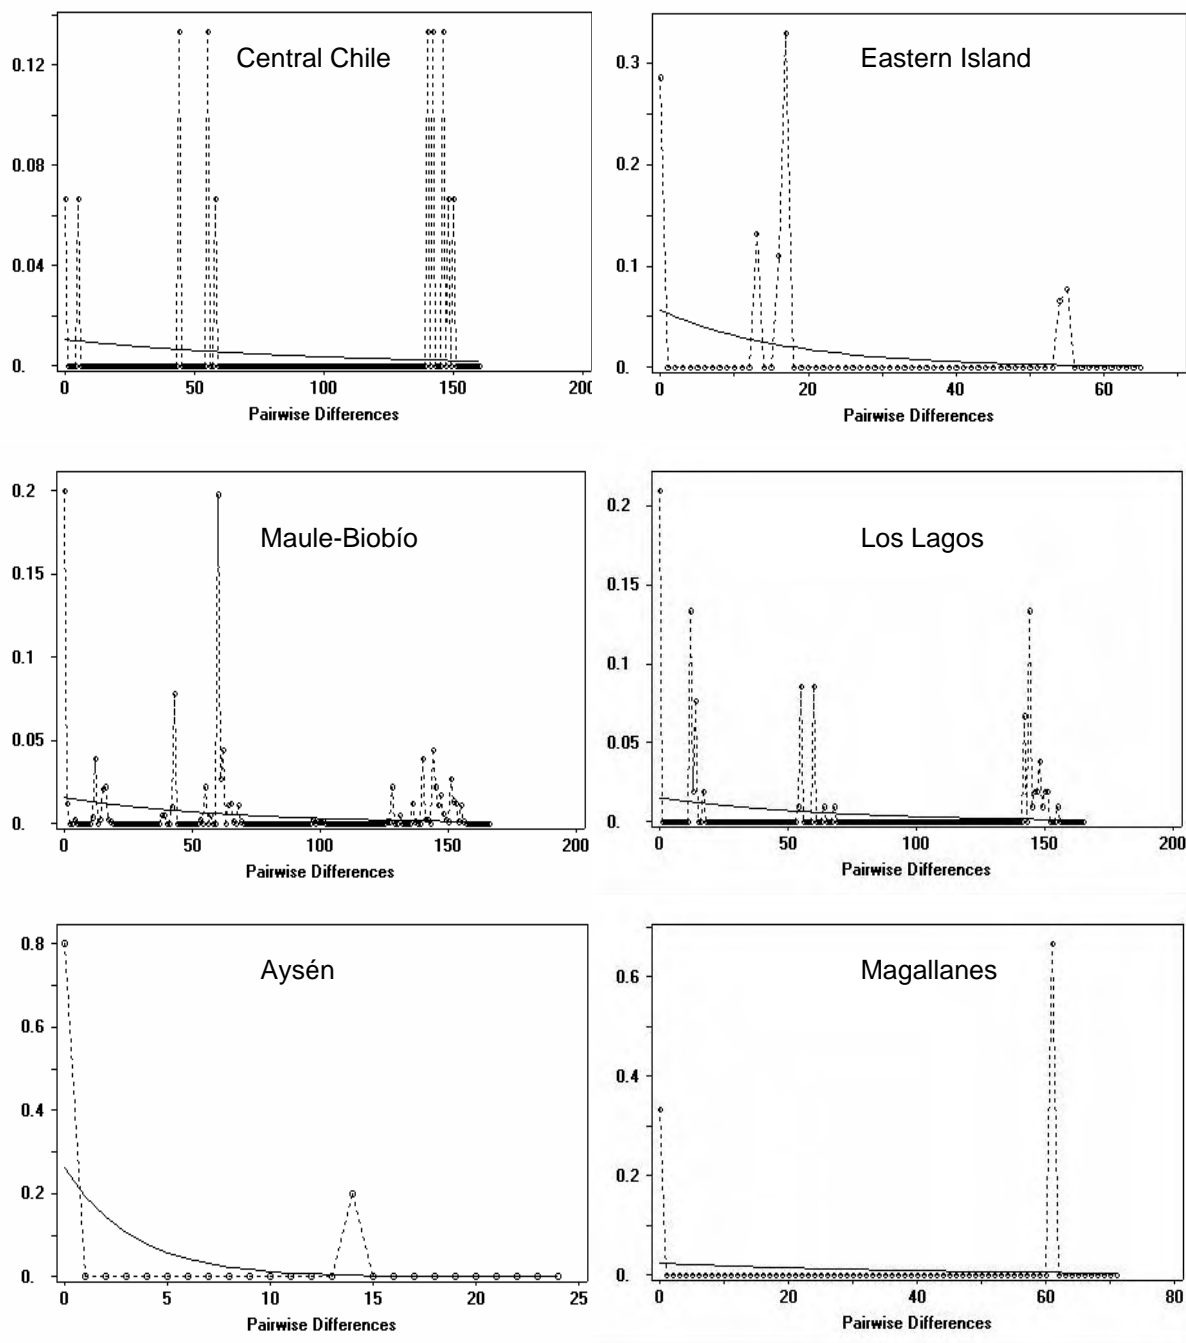 Central Chile
0.12
0.08
0.04
0.
0 50 100 150 200
Pairwise Differences
Eastern Island
0.3
0.2
0.1
0.
0 20 40 60
Pairwise Differences
Maule-Biobío
0.2
0.15
0.1
0.05
0.
0 50 100 150 200
Pairwise Differences
Los Lagos
0.2
0.15
0.1
0.05
0.
0 50 100 150 200
Pairwise Differences
Aysén
0.8
0.6
0.4
0.2
0.
0 5 10 15 20 25
Pairwise Differences
Magallanes
0.6
0.4
0.2
0.
0 20 40 60 80
Pairwise Differences